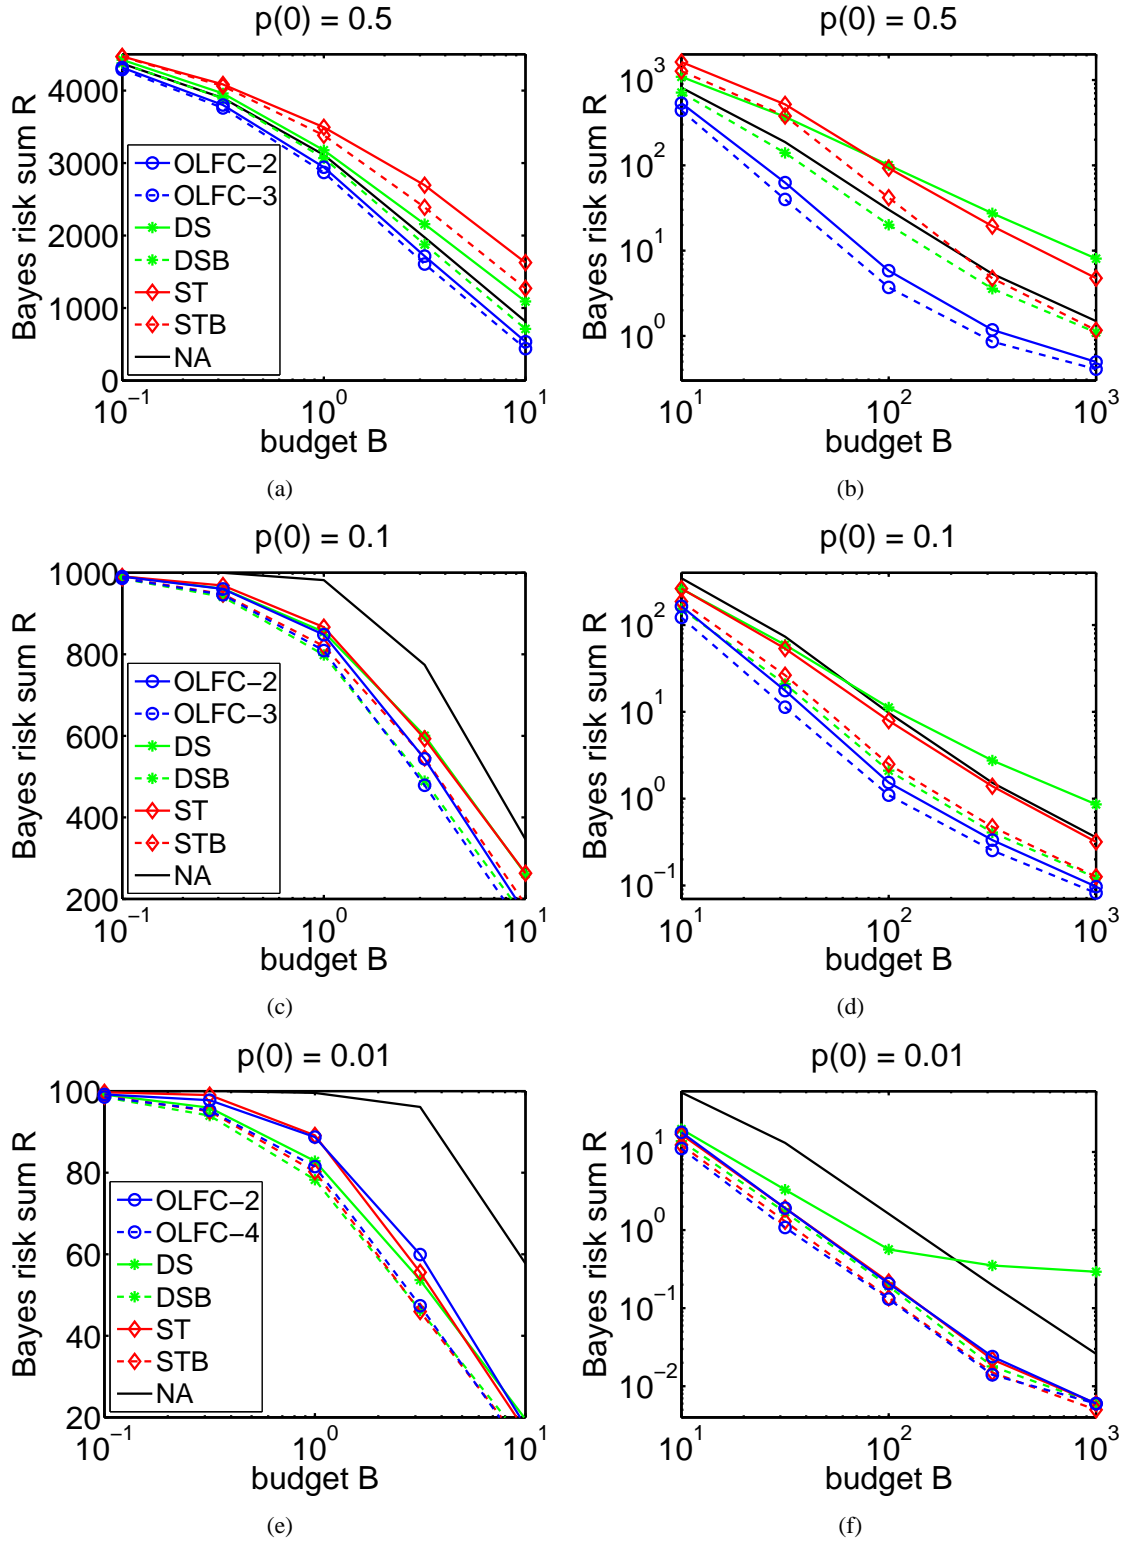 p(0) = 0.5
Bayes risk sum R
4000
3000
2000
1000
0
OLFC−2
OLFC−3
DS
DSB
ST
STB
NA
10^−1
10^0
10^1
budget B
(a)
p(0) = 0.5
Bayes risk sum R
10^3
10^2
10^1
10^0
10^1
10^2
10^3
budget B
(b)
p(0) = 0.1
Bayes risk sum R
1000
800
600
400
200
OLFC−2
OLFC−3
DS
DSB
ST
STB
NA
10^−1
10^0
10^1
budget B
(c)
p(0) = 0.1
Bayes risk sum R
10^2
10^1
10^0
10^−1
10^1
10^2
10^3
budget B
(d)
p(0) = 0.01
Bayes risk sum R
100
80
60
40
20
OLFC−2
OLFC−4
DS
DSB
ST
STB
NA
10^−1
10^0
10^1
budget B
(e)
p(0) = 0.01
Bayes risk sum R
10^1
10^0
10^−1
10^−2
10^1
10^2
10^3
budget B
(f)